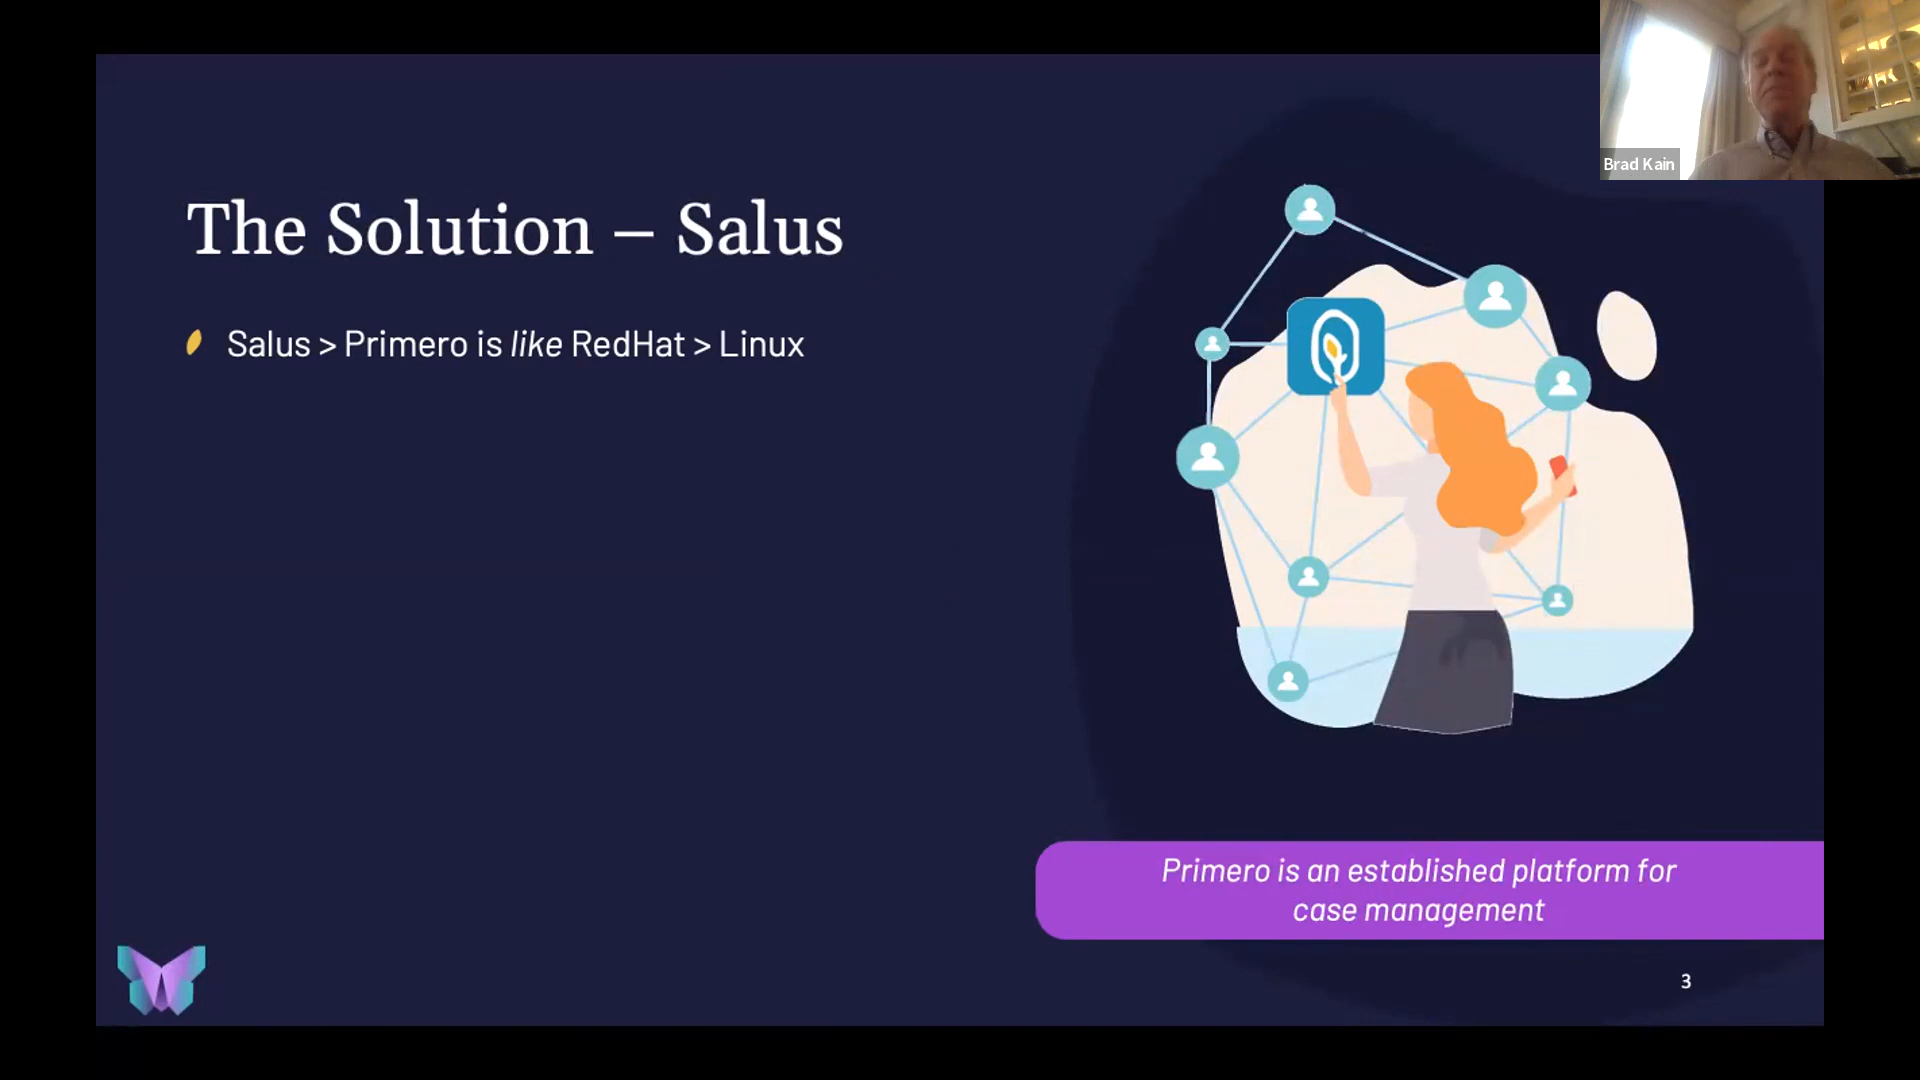 Brad Kain
The Solution – Salus
Salus > Primero is like RedHat > Linux
Primero is an established platform for
case management
3